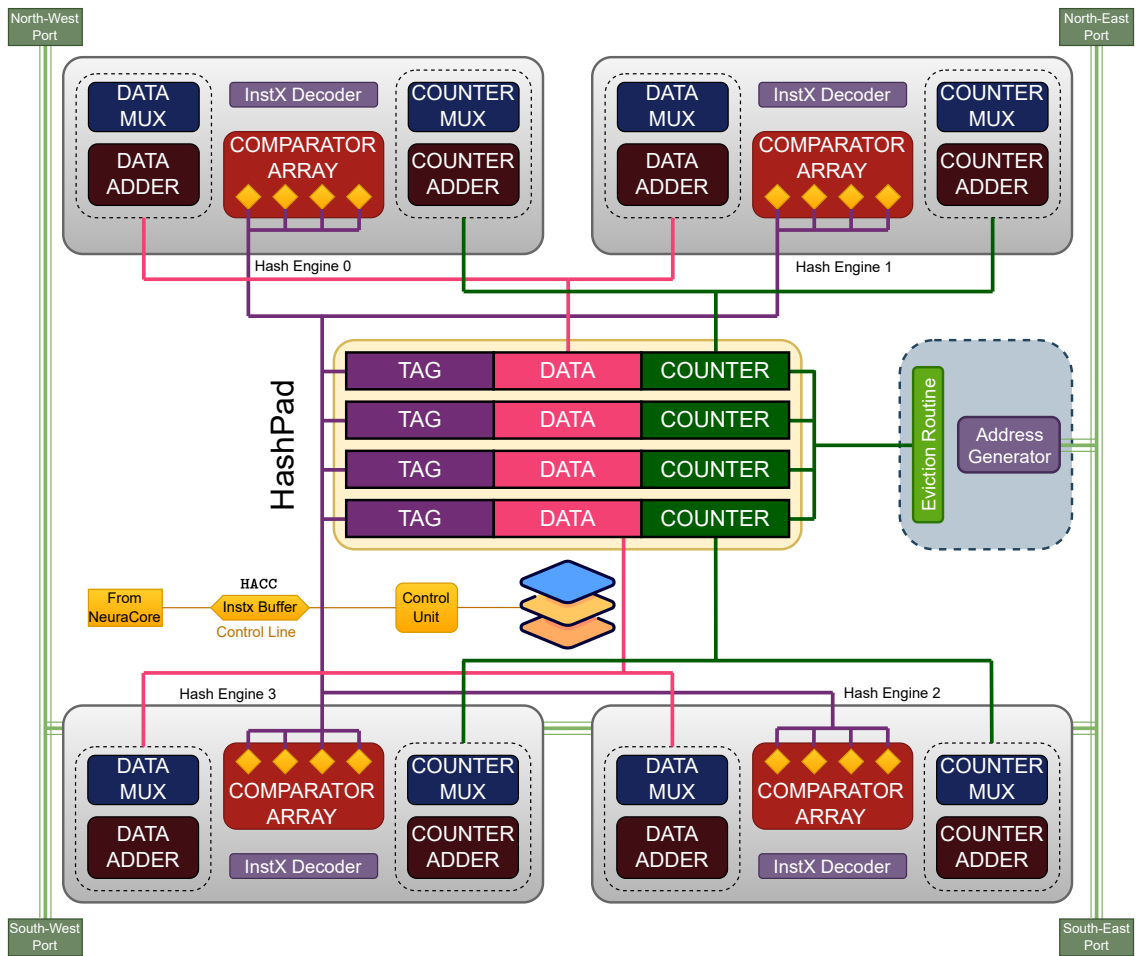 North-West
Port
North-East
Port
DATA
MUX
DATA
ADDER
InstX Decoder
COMPARATOR
ARRAY
COUNTER
MUX
COUNTER
ADDER
Hash Engine 0
DATA
MUX
DATA
ADDER
InstX Decoder
COMPARATOR
ARRAY
COUNTER
MUX
COUNTER
ADDER
Hash Engine 1
HashPad
TAG DATA COUNTER
TAG DATA COUNTER
TAG DATA COUNTER
TAG DATA COUNTER
Eviction Routine
Address
Generator
From
NeuraCore
HACC
Instx Buffer
Control Line
Control
Unit
Hash Engine 3
DATA
MUX
DATA
ADDER
COMPARATOR
ARRAY
InstX Decoder
COUNTER
MUX
COUNTER
ADDER
Hash Engine 2
DATA
MUX
DATA
ADDER
COMPARATOR
ARRAY
InstX Decoder
COUNTER
MUX
COUNTER
ADDER
South-West
Port
South-East
Port